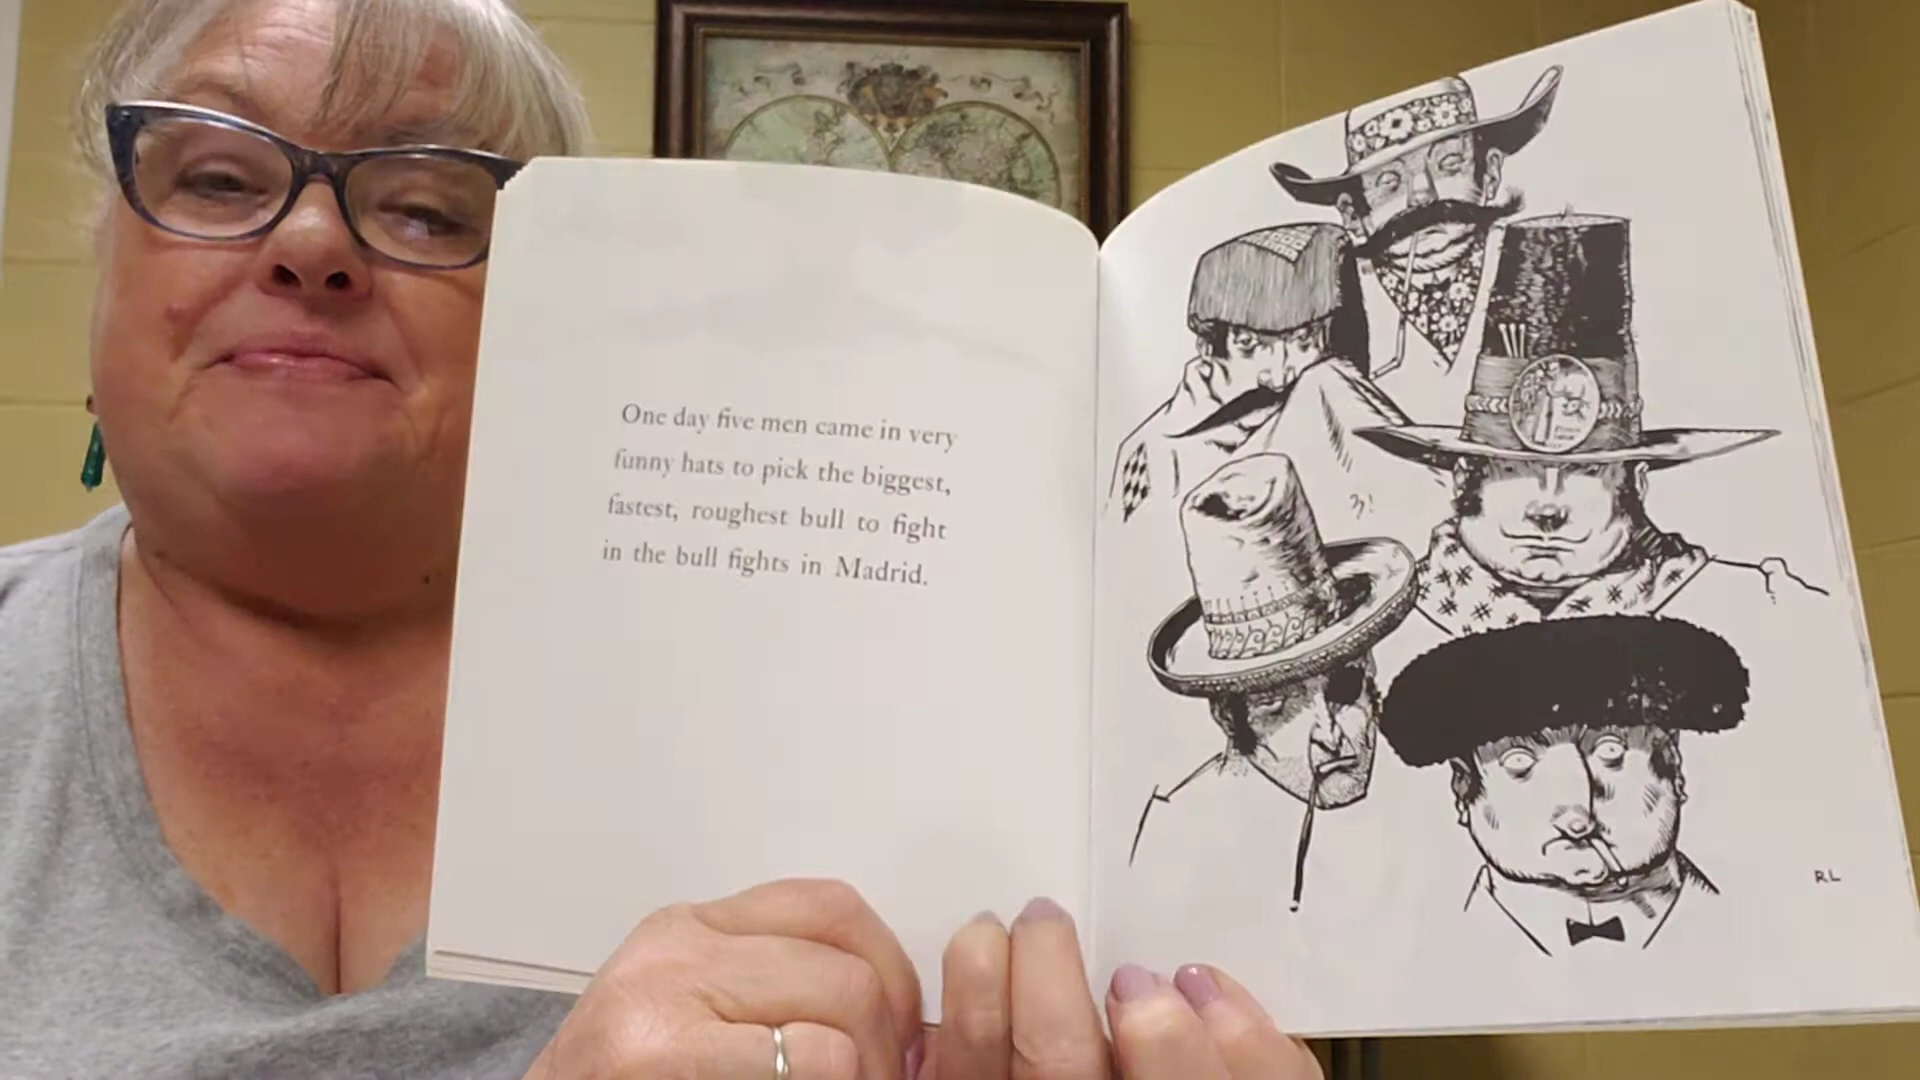 One day five men came in very
funny hats to pick the biggest,
fastest, roughest bull to fight
in the bull fights in Madrid.
RL